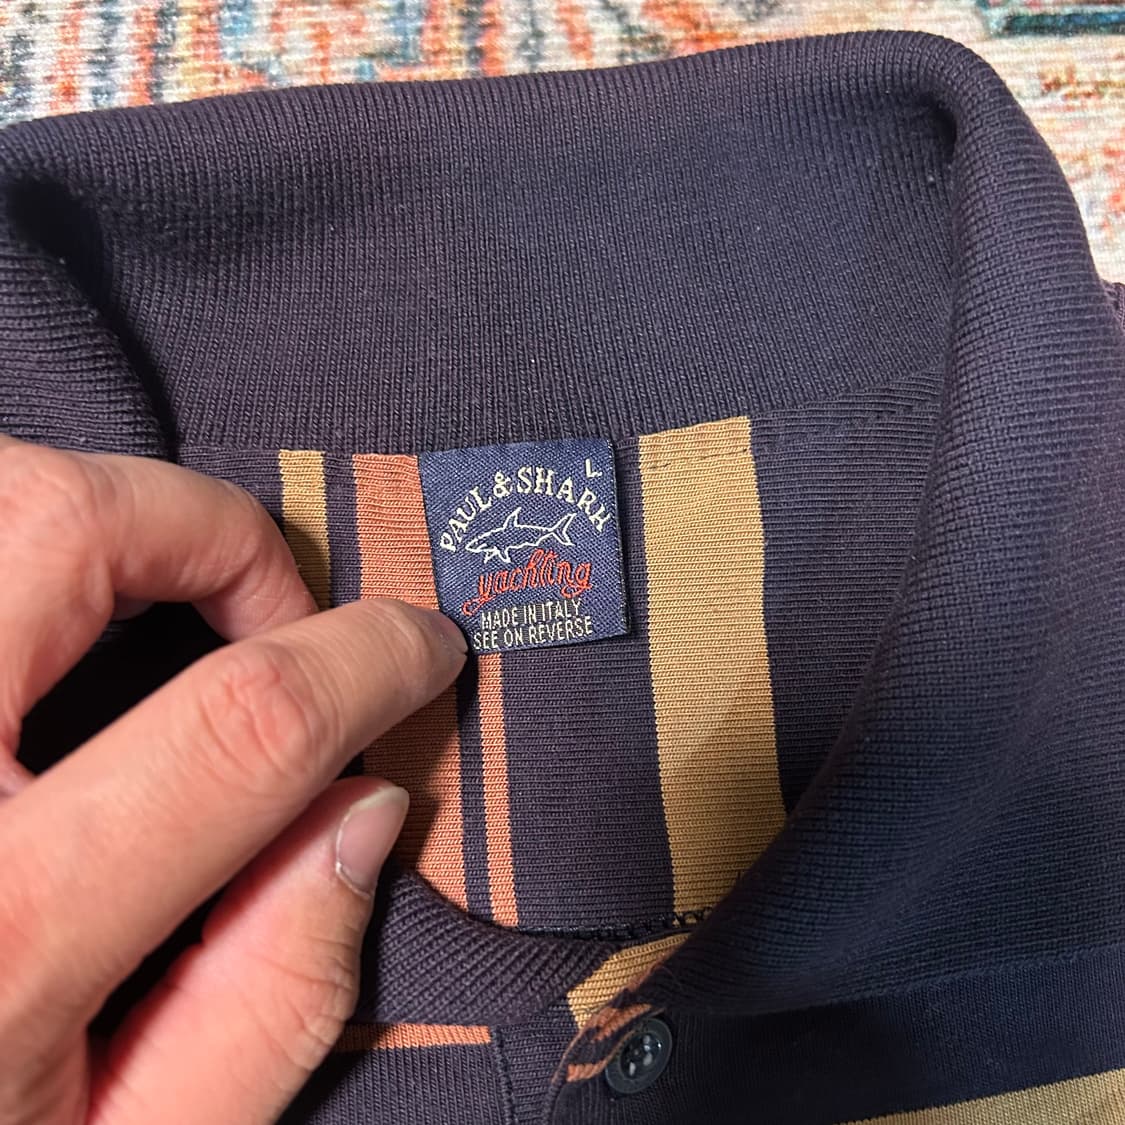 L
PAUL & SHARK
yachting
MADE IN ITALY
SEE ON REVERSE